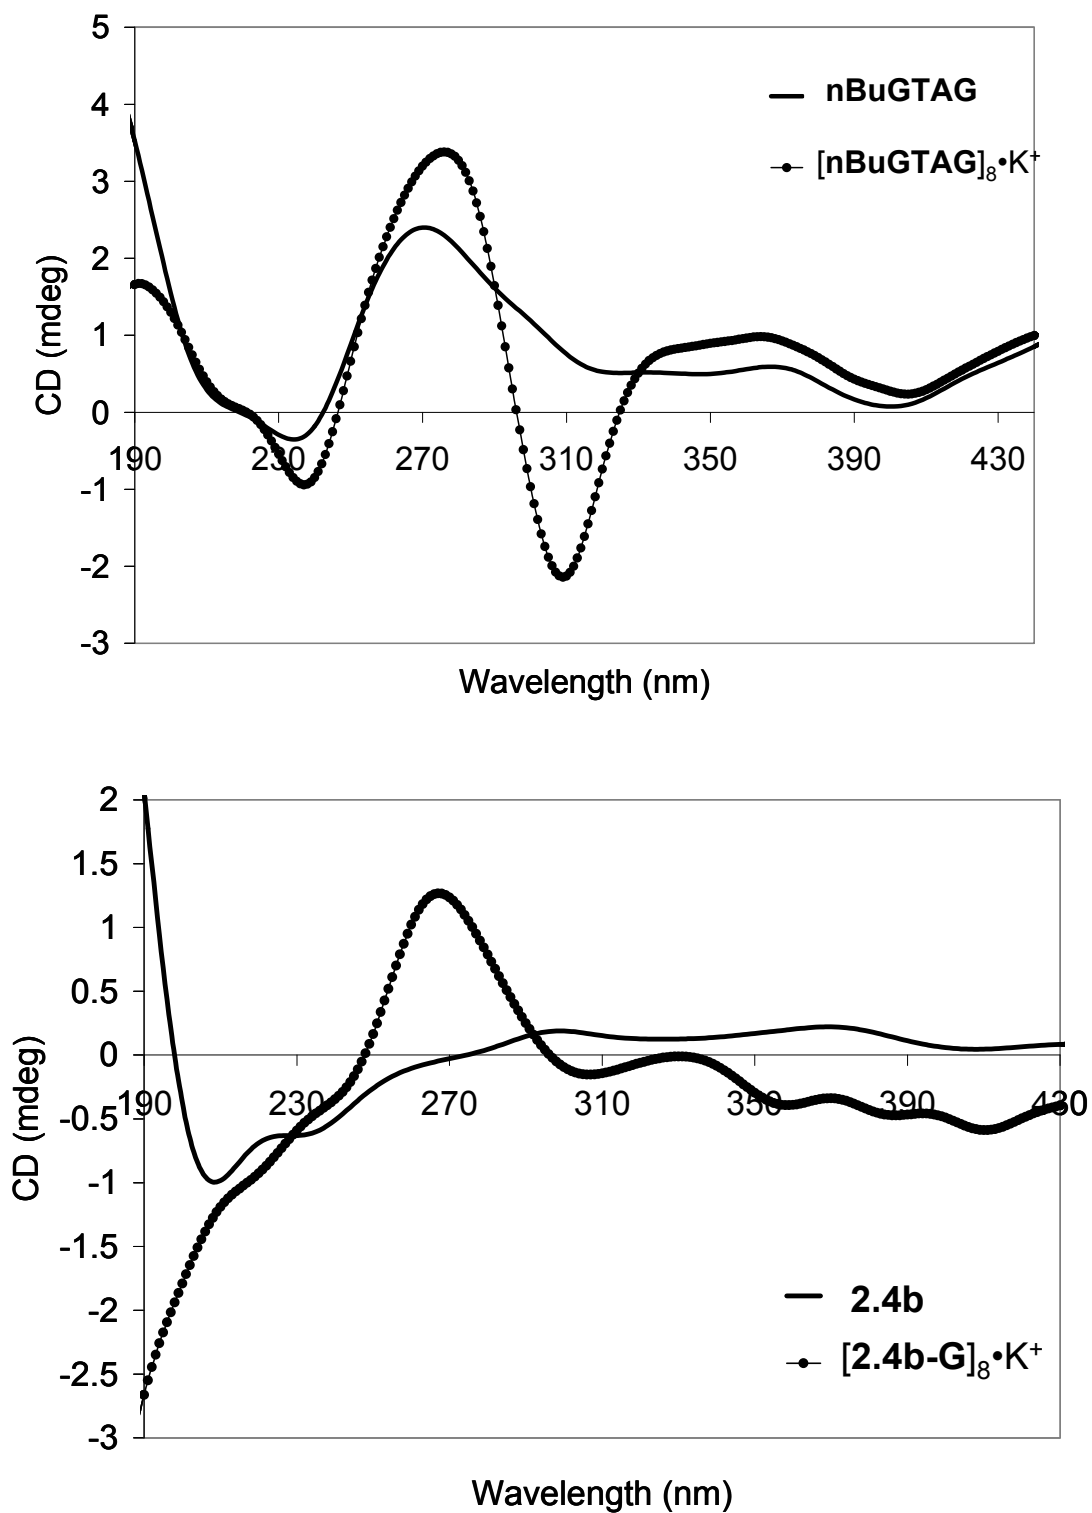 5
4
3
2
1
0
-1
-2
-3
CD (mdeg)
190 230 270 310 350 390 430
Wavelength (nm)
nBuGTAG
[nBuGTAG]₈•K⁺
2
1.5
1
0.5
0
-0.5
-1
-1.5
-2
-2.5
-3
CD (mdeg)
190 230 270 310 350 390 430
Wavelength (nm)
2.4b
[2.4b-G]₈•K⁺